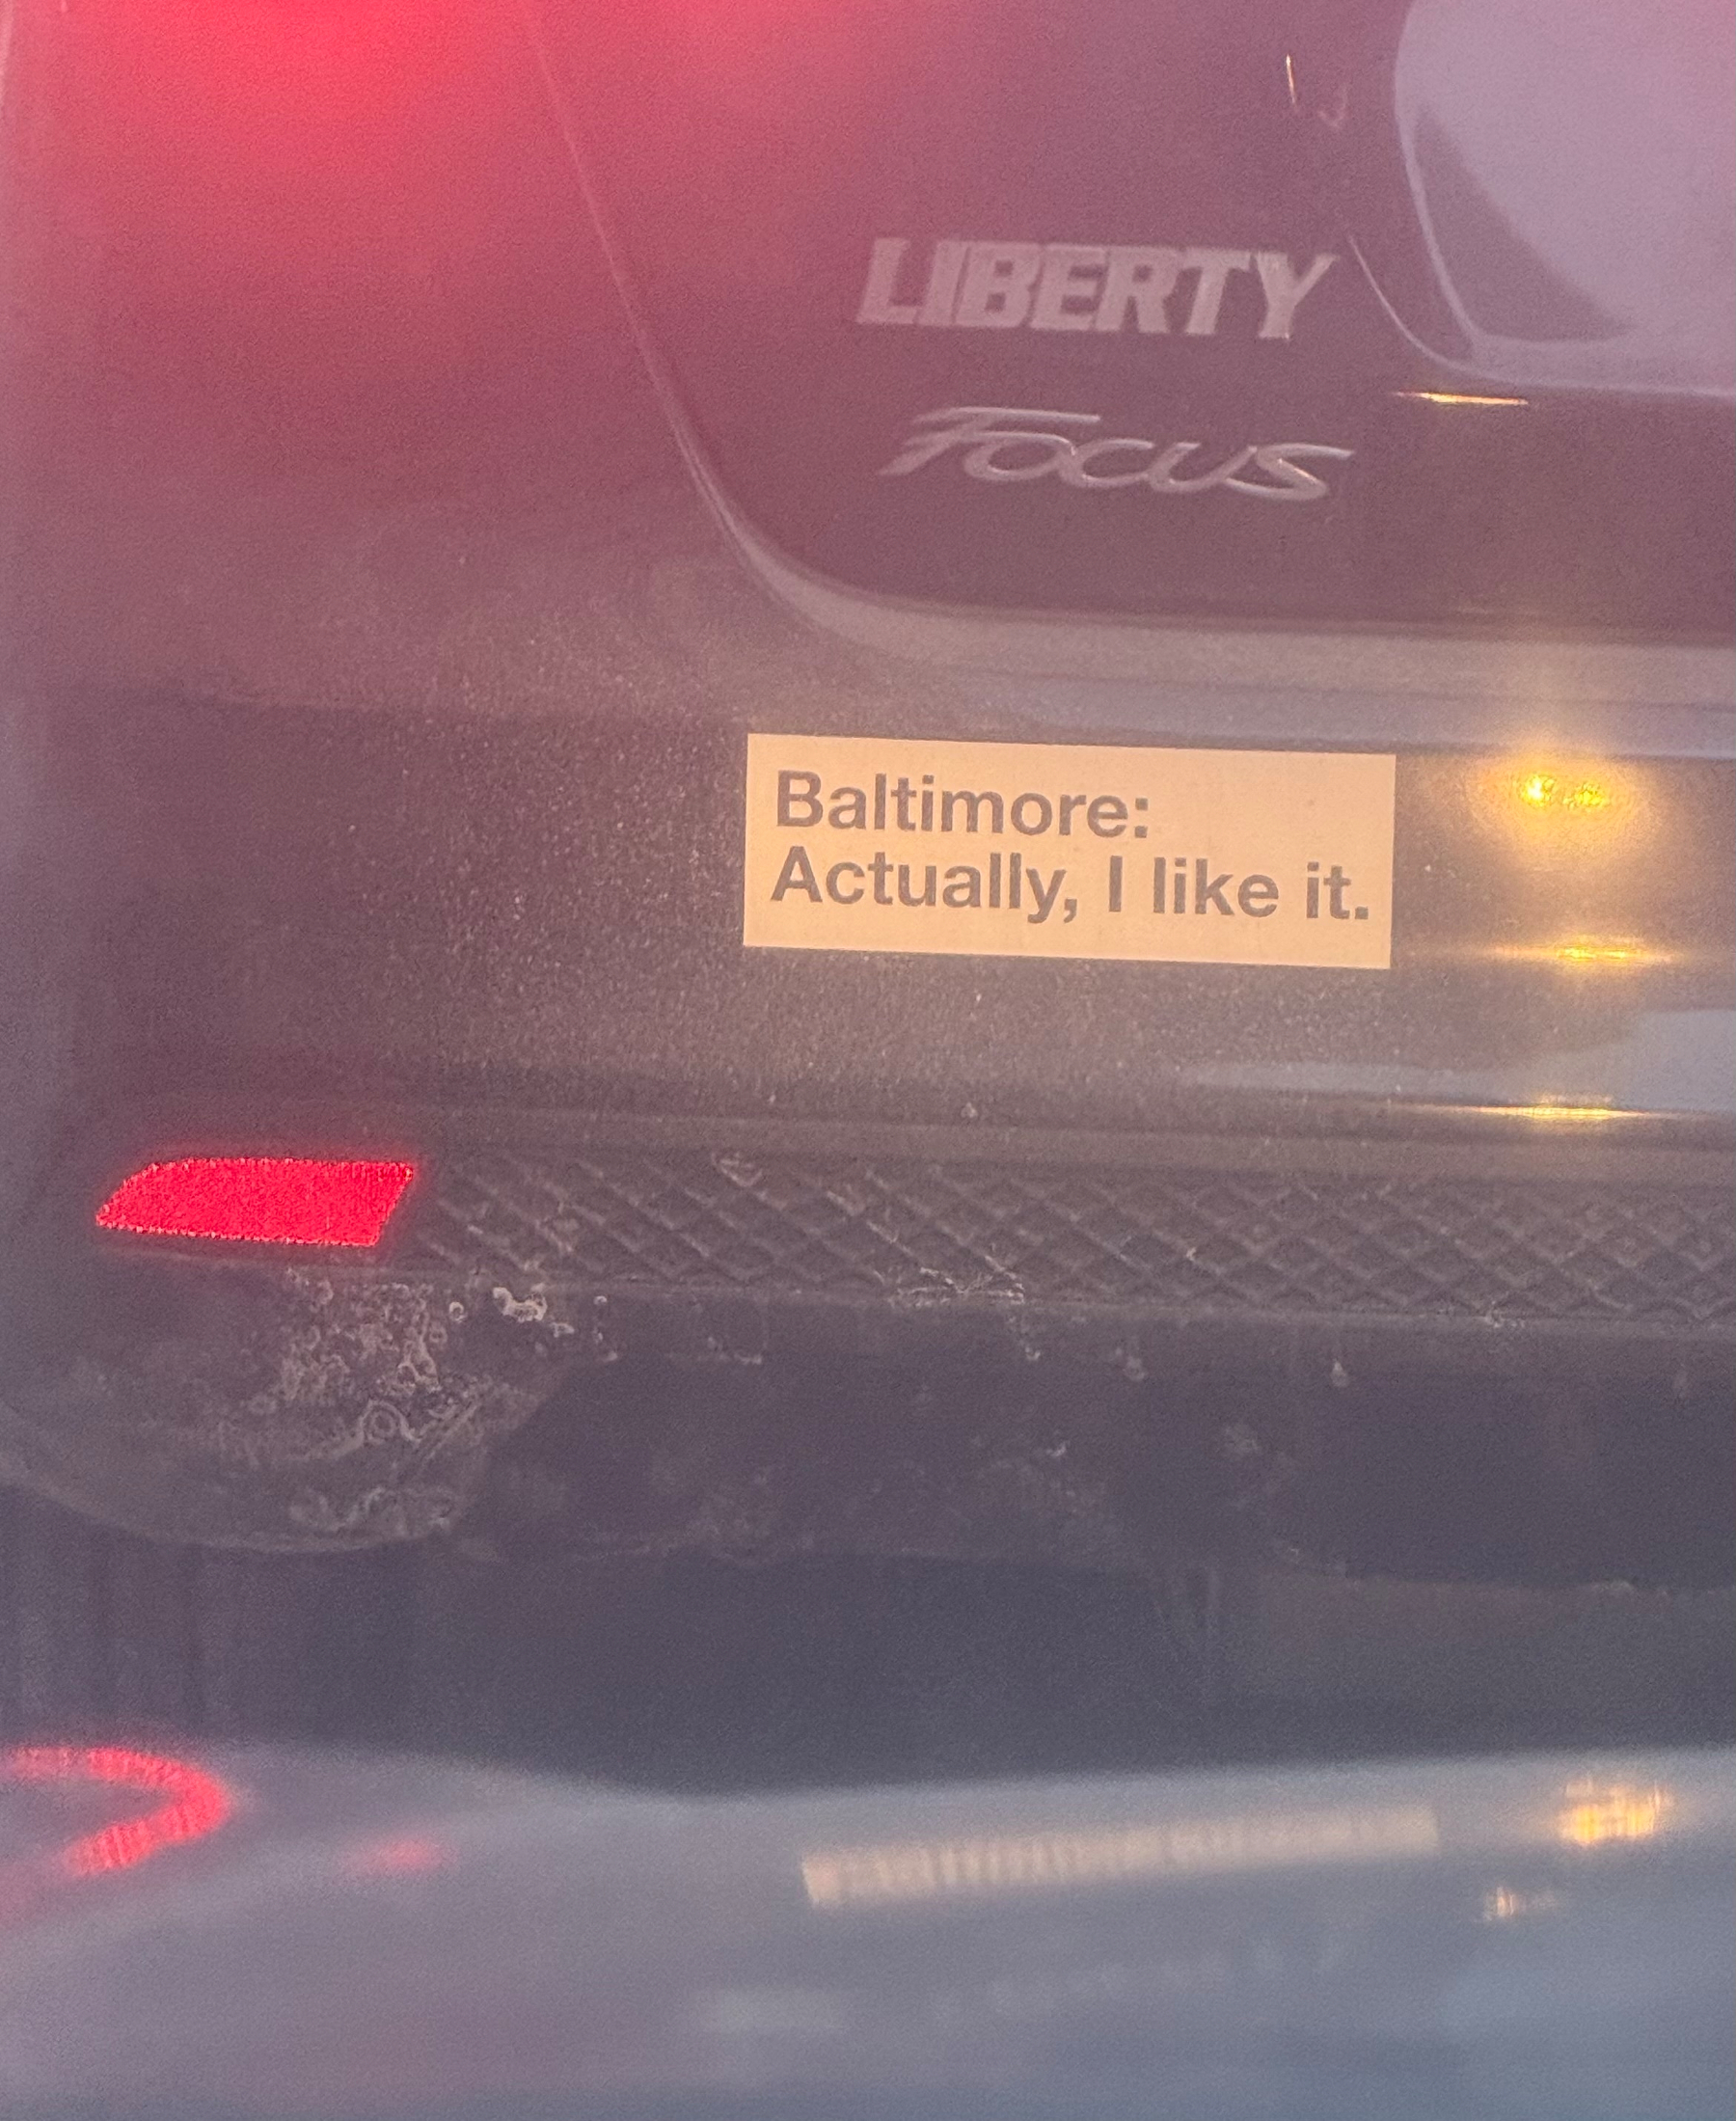 LIBERTY
Focus
Baltimore:
Actually, I like it.